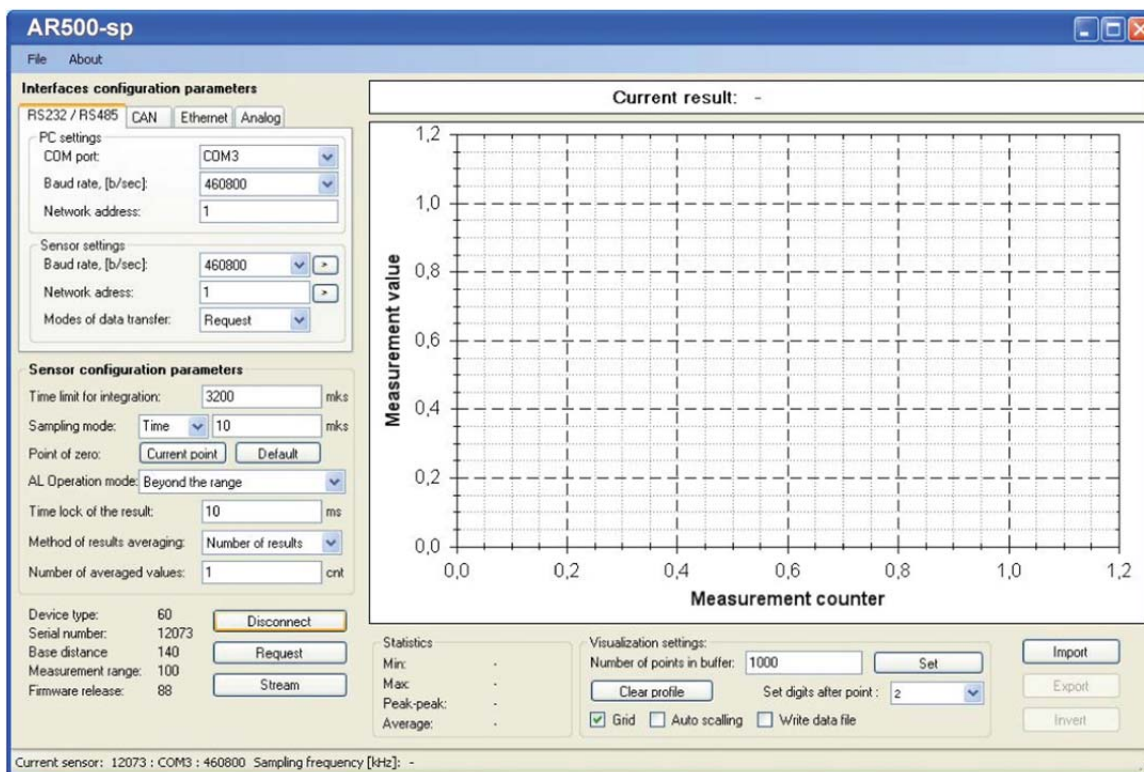 AR500-sp
File About
Interfaces configuration parameters
RS232 / RS485 CAN Ethernet Analog
PC settings
COM port: COM3
Baud rate, [b/sec]: 460800
Network address: 1
Sensor settings
Baud rate, [b/sec]: 460800 >
Network adress: 1 >
Modes of data transfer: Request
Sensor configuration parameters
Time limit for integration: 3200 mks
Sampling mode: Time 10 mks
Point of zero: Current point Default
AL Operation mode: Beyond the range
Time lock of the result: 10 ms
Method of results averaging: Number of results
Number of averaged values: 1 cnt
Device type: 60
Serial number: 12073
Base distance 140
Measurement range: 100
Firmware release: 88
Disconnect
Request
Stream
Current result: -
Measurement value
1,2
1,0
0,8
0,6
0,4
0,2
0,0
0,0 0,2 0,4 0,6 0,8 1,0 1,2
Measurement counter
Statistics
Min: -
Max: -
Peak-peak: -
Average: -
Visualization settings:
Number of points in buffer: 1000 Set
Clear profile Set digits after point : 2
Grid Auto scalling Write data file
Import
Export
Invert
Current sensor: 12073 : COM3 : 460800 Sampling frequency [kHz]: -